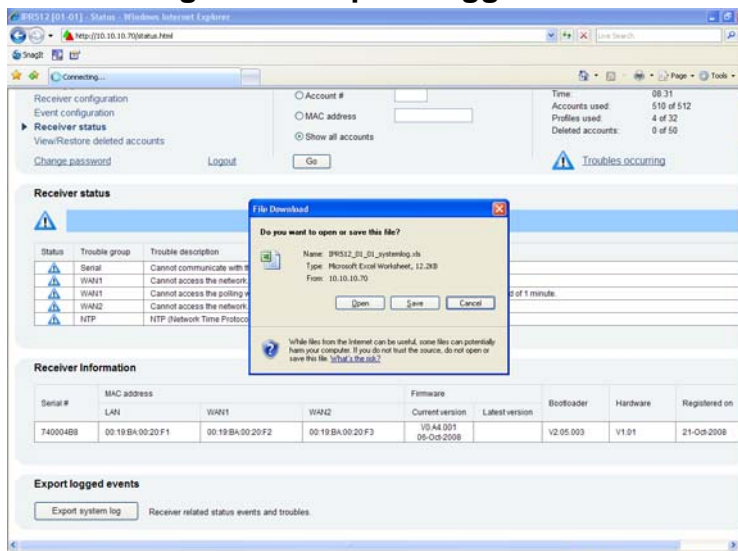 IPR512 [01-01] - Status - Windows Internet Explorer
http://10.10.10.70/status.html
Live Search
SnagIt
Connecting...
Page
Tools
Receiver configuration
Event configuration
Receiver status
View/Restore deleted accounts
Change password
Logout
Account #
MAC address
Show all accounts
Go
Time: 08:31
Accounts used: 510 of 512
Profiles used: 4 of 32
Deleted accounts: 0 of 50
Troubles occurring
Receiver status
Status Trouble group Trouble description
Serial Cannot communicate with
WAN1 Cannot access the network.
WAN1 Cannot access the polling
d of 1 minute.
WAN2 Cannot access the network.
NTP NTP (Network Time Protoco
File Download
Do you want to open or save this file?
Name: IPR512_01_01_systemlog.xls
Type: Microsoft Excel Worksheet, 12.2KB
From: 10.10.10.70
Open Save Cancel
While files from the Internet can be useful, some files can potentially
harm your computer. If you do not trust the source, do not open or
save this file. What's the risk?
Receiver Information
Serial # MAC address Firmware Bootloader Hardware Registered on
LAN WAN1 WAN2 Current version Latest version
740004B8 00:19:BA:00:20:F1 00:19:BA:00:20:F2 00:19:BA:00:20:F3 V0.A4.001 V2.05.003 V1.01 21-Oct-2008
06-Oct-2008
Export logged events
Export system log Receiver related status events and troubles.